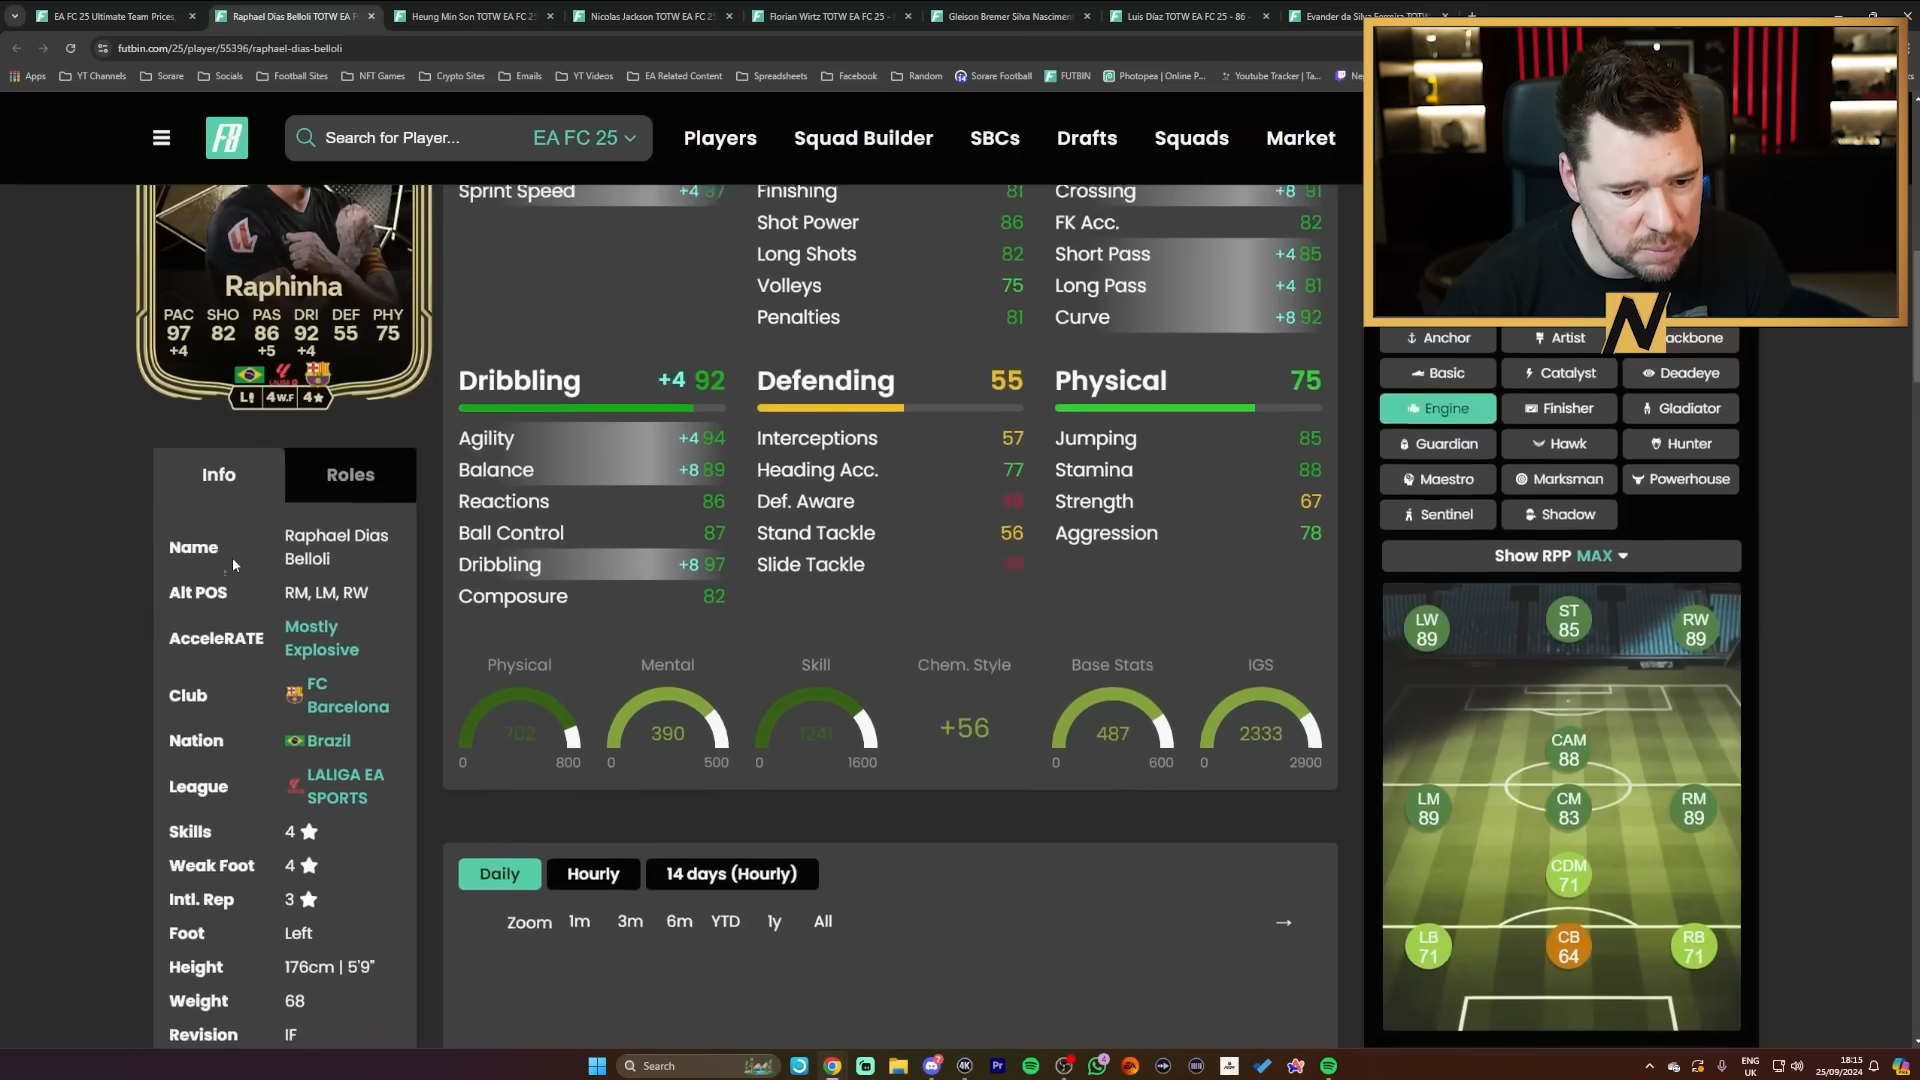 EA FC 25 Ultimate Team Prices,
Raphael Dias Belloli TOTW EA F
Heung Min Son TOTW EA FC 25
Nicolas Jackson TOTW EA FC 25
Florian Wirtz TOTW EA FC 25 -
Gleison Bremer Silva Nascimen
Luis Díaz TOTW EA FC 25 - 86 -
Evander da Silva Ferreira TOTW
futbin.com/25/player/55396/raphael-dias-belloli
Apps
YT Channels
Sorare
Socials
Football Sites
NFT Games
Crypto Sites
Emails
YT Videos
EA Related Content
Spreadsheets
Facebook
Random
Sorare Football
FUTBIN
Photopea | Online P...
Youtube Tracker | Ta...
FB
Search for Player...
EA FC 25
Players
Squad Builder
SBCs
Drafts
Squads
Market
N
Raphinha
PAC SHO PAS DRI DEF PHY
97 82 86 92 55 75
+4 +5 +4
4W.F
4★
Sprint Speed +4 97
Finishing 81
Shot Power 86
Long Shots 82
Volleys 75
Penalties 81
Crossing +8 91
FK Acc. 82
Short Pass +4 85
Long Pass +4 81
Curve +8 92
Dribbling +4 92
Agility +4 94
Balance +8 89
Reactions 86
Ball Control 87
Dribbling +8 97
Composure 82
Defending 55
Interceptions 57
Heading Acc. 77
Def. Aware
Stand Tackle 56
Slide Tackle
Physical 75
Jumping 85
Stamina 88
Strength 67
Aggression 78
Info
Roles
Name Raphael Dias
Belloli
Alt POS RM, LM, RW
AcceleRATE Mostly
Explosive
Club FC
Barcelona
Nation Brazil
League LALIGA EA
SPORTS
Skills 4 ★
Weak Foot 4 ★
Intl. Rep 3 ★
Foot Left
Height 176cm | 5'9"
Weight 68
Revision IF
Physical
702
0 800
Mental
390
0 500
Skill
1241
0 1600
Chem. Style
+56
Base Stats
487
0 600
IGS
2333
0 2900
Daily
Hourly
14 days (Hourly)
Zoom 1m 3m 6m YTD 1y All →
Anchor
Artist
Basic
Catalyst
Deadeye
Engine
Finisher
Gladiator
Guardian
Hawk
Hunter
Maestro
Marksman
Powerhouse
Sentinel
Shadow
Show RPP MAX
LW
89
ST
85
RW
89
CAM
88
LM
89
CM
83
RM
89
CDM
71
LB
71
CB
64
RB
71
Search
4K
Pr
ENG
UK
18:15
25/09/2024